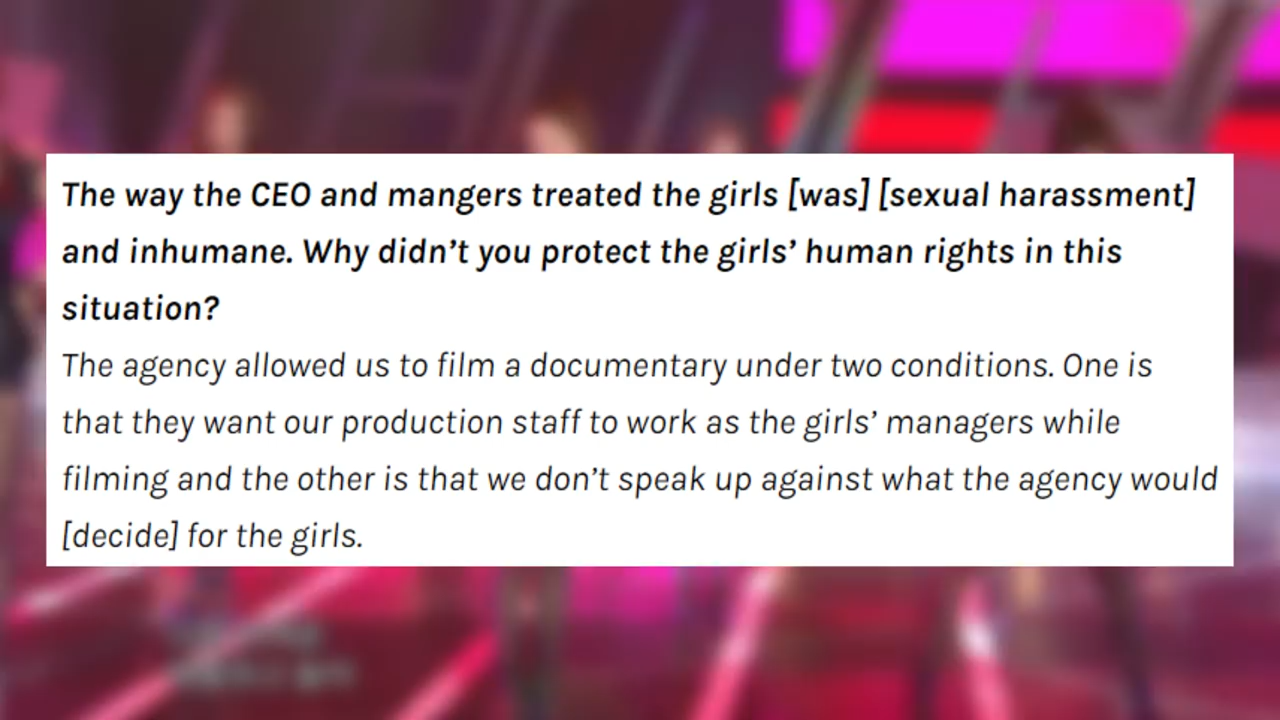 The way the CEO and mangers treated the girls [was] [sexual harassment]
and inhumane. Why didn’t you protect the girls’ human rights in this
situation?
The agency allowed us to film a documentary under two conditions. One is
that they want our production staff to work as the girls’ managers while
filming and the other is that we don’t speak up against what the agency would
[decide] for the girls.